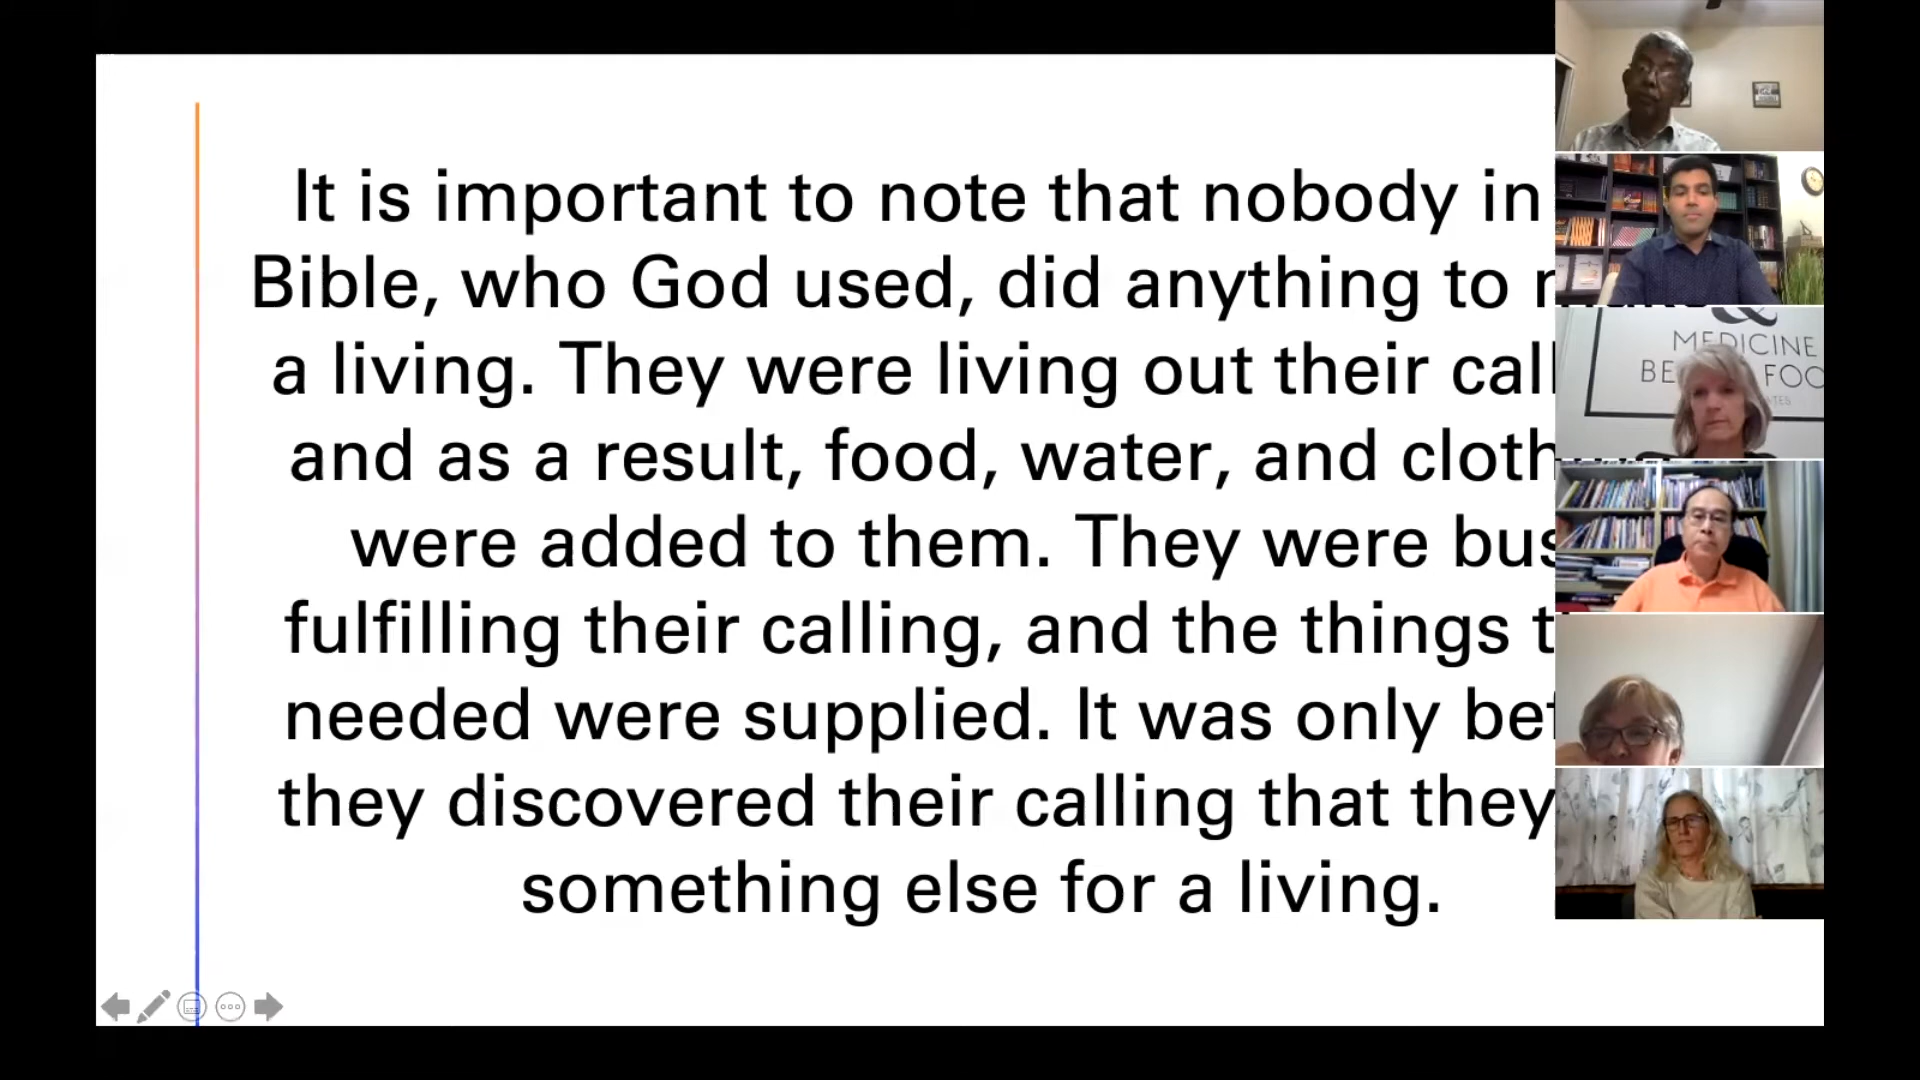 It is important to note that nobody in
Bible, who God used, did anything to make
a living. They were living out their call
and as a result, food, water, and cloth
were added to them. They were bus
fulfilling their calling, and the things t
needed were supplied. It was only bef
they discovered their calling that they
something else for a living.
&
MEDICINE
BE FOO